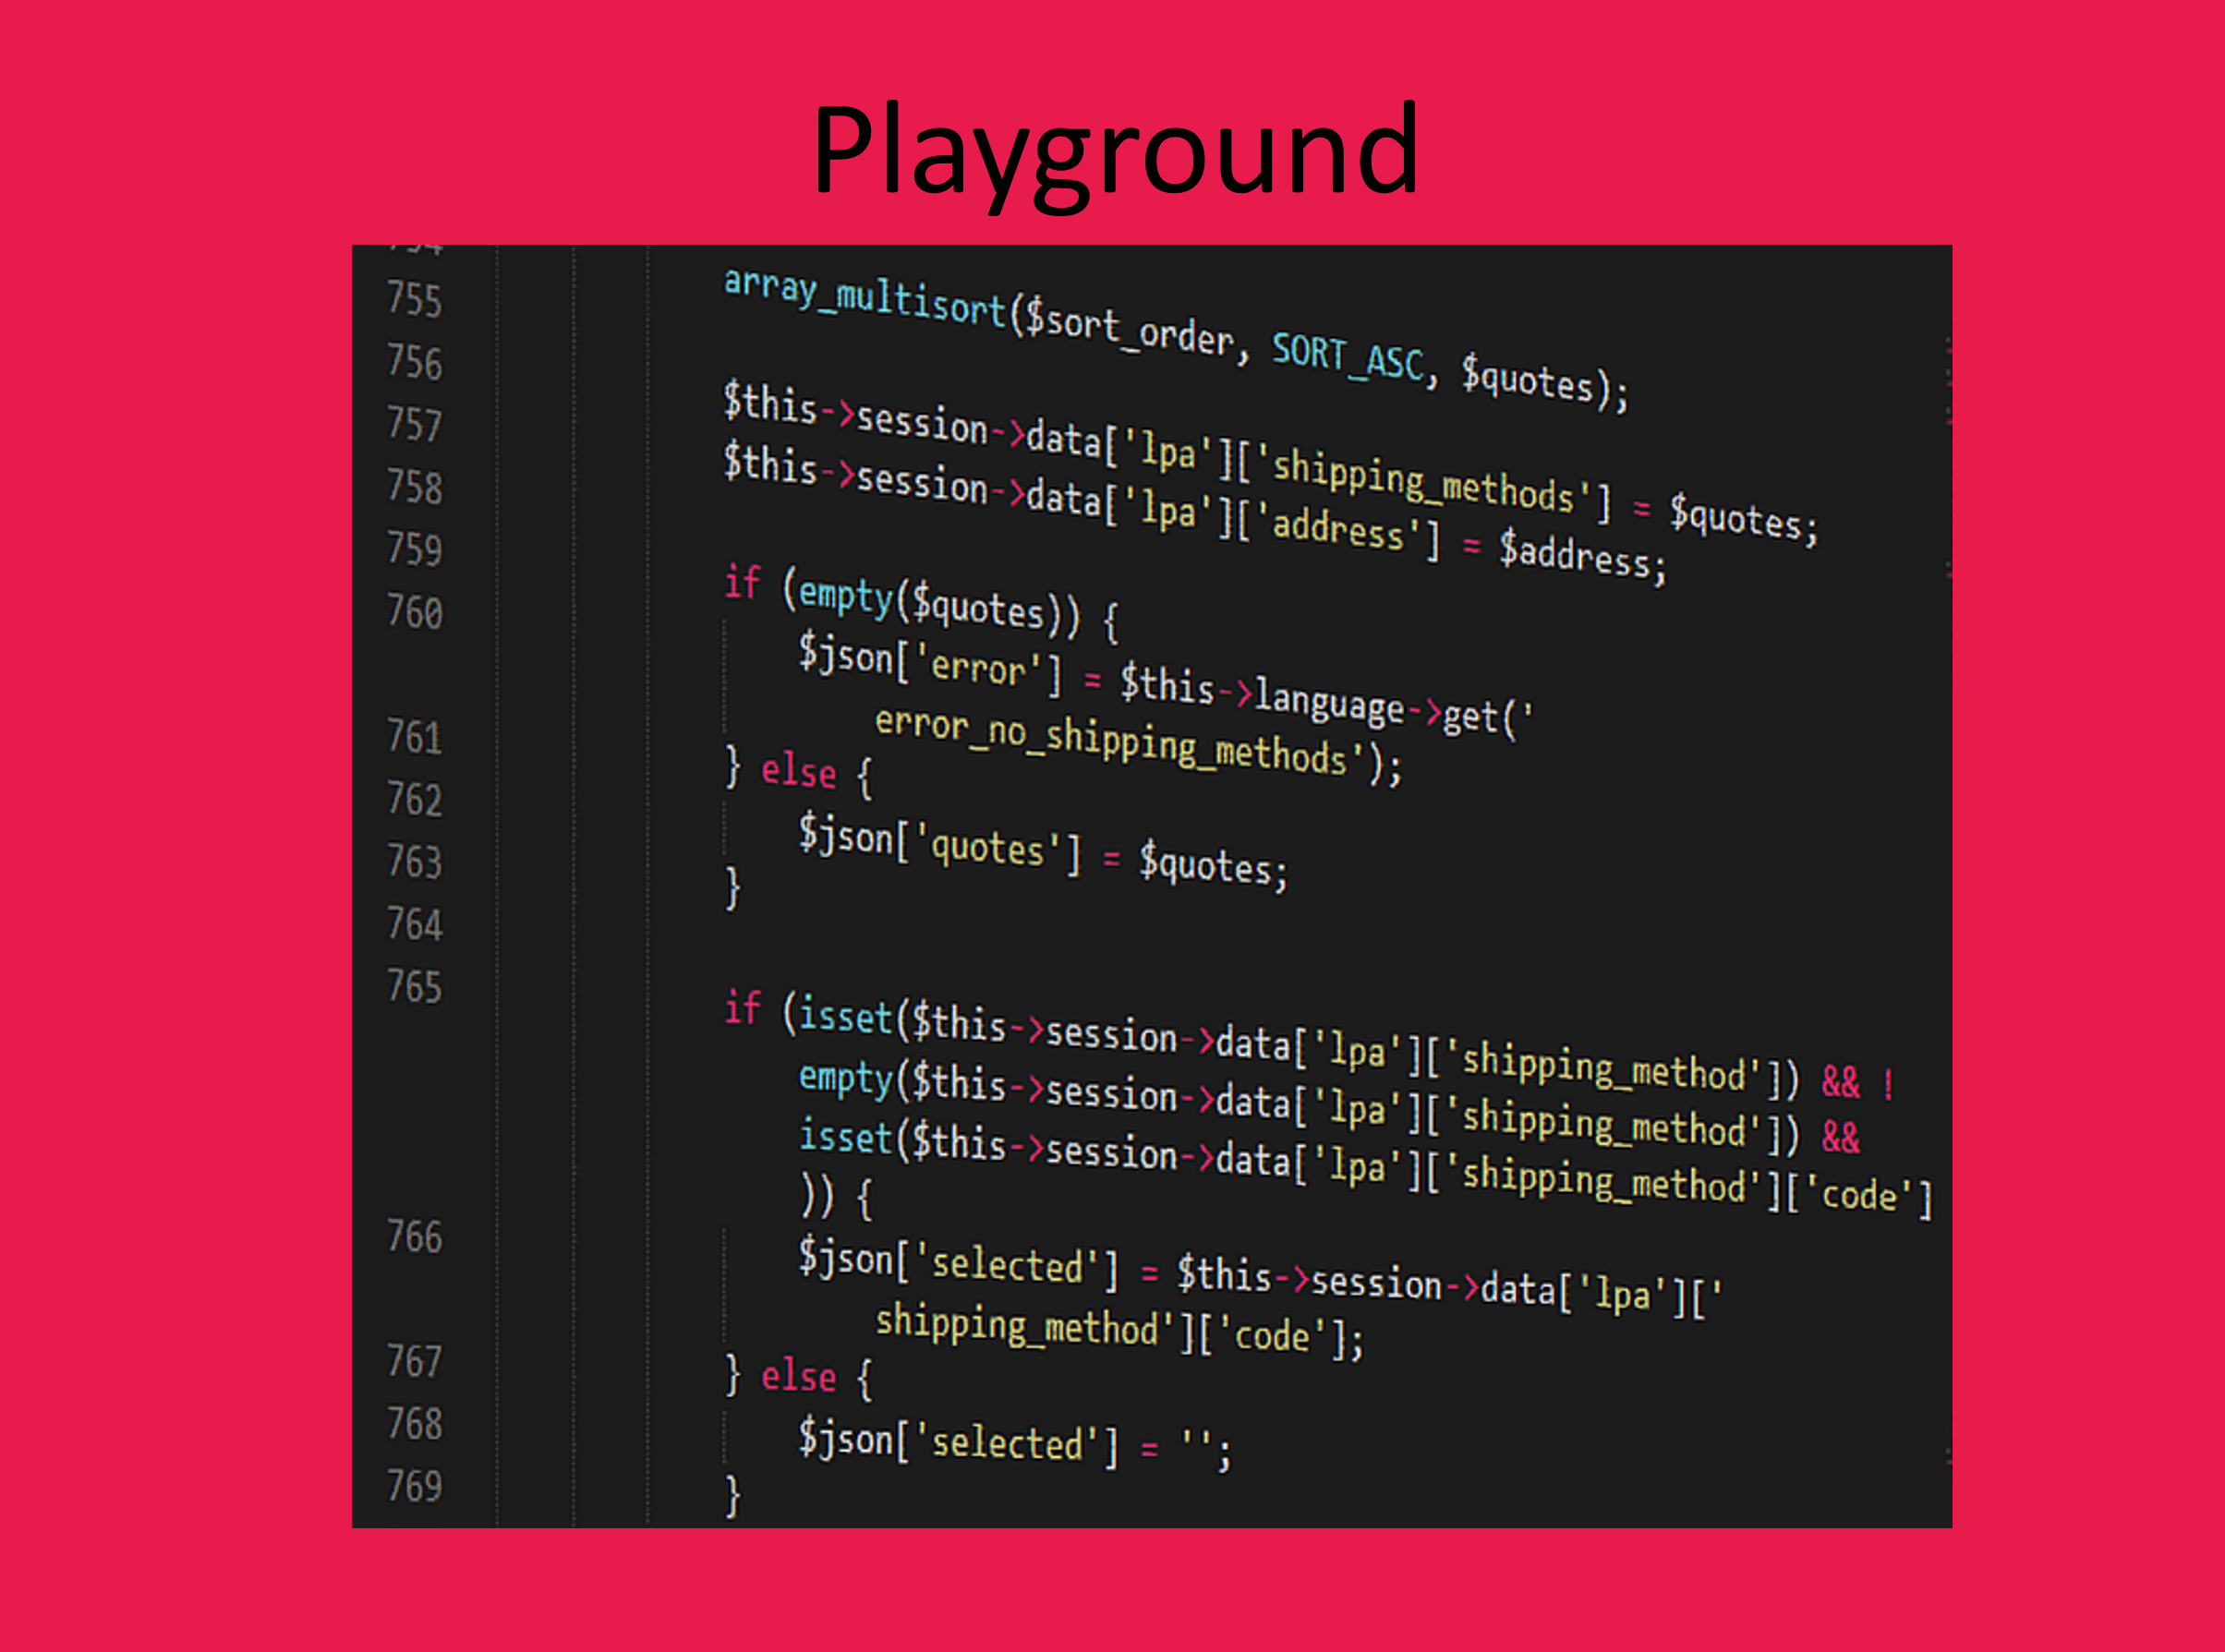 Playground
755 array_multisort($sort_order, SORT_ASC, $quotes);
756
757 $this->session->data['lpa']['shipping_methods'] = $quotes;
758 $this->session->data['lpa']['address'] = $address;
759
760 if (empty($quotes)) {
$json['error'] = $this->language->get('
error_no_shipping_methods');
761 } else {
762 $json['quotes'] = $quotes;
763 }
764
765 if (isset($this->session->data['lpa']['shipping_method']) && !
empty($this->session->data['lpa']['shipping_method']) &&
isset($this->session->data['lpa']['shipping_method']['code']
)) {
766 $json['selected'] = $this->session->data['lpa']['
shipping_method']['code'];
767 } else {
768 $json['selected'] = '';
769 }